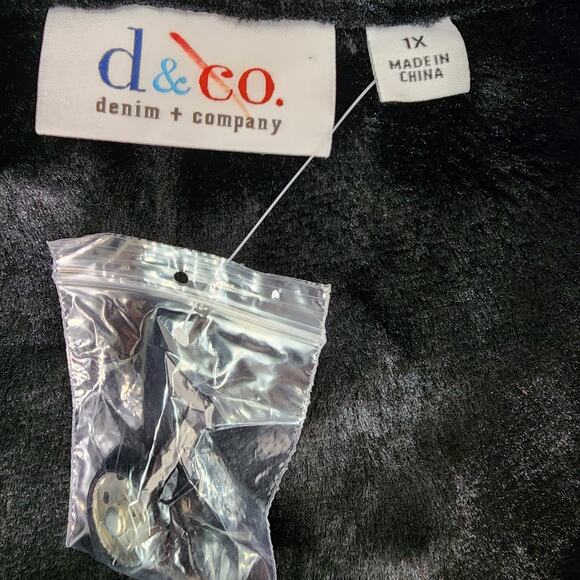 d&co.
denim + company
1X
MADE IN
CHINA